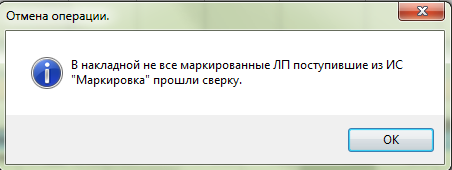 Отмена операции.
В накладной не все маркированные ЛП поступившие из ИС
"Маркировка" прошли сверку.
OK